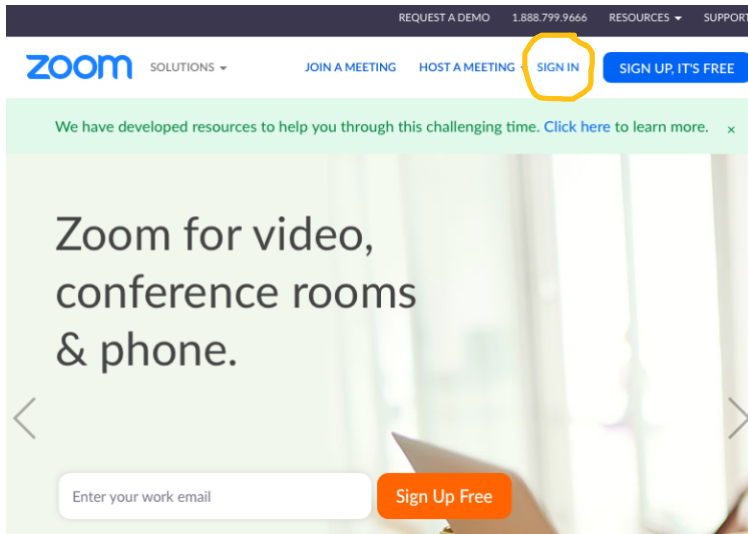 REQUEST A DEMO 1.888.799.9666 RESOURCES SUPPORT
zoom SOLUTIONS JOIN A MEETING HOST A MEETING SIGN IN SIGN UP, IT'S FREE
We have developed resources to help you through this challenging time. Click here to learn more. ×
Zoom for video,
conference rooms
& phone.
Enter your work email Sign Up Free